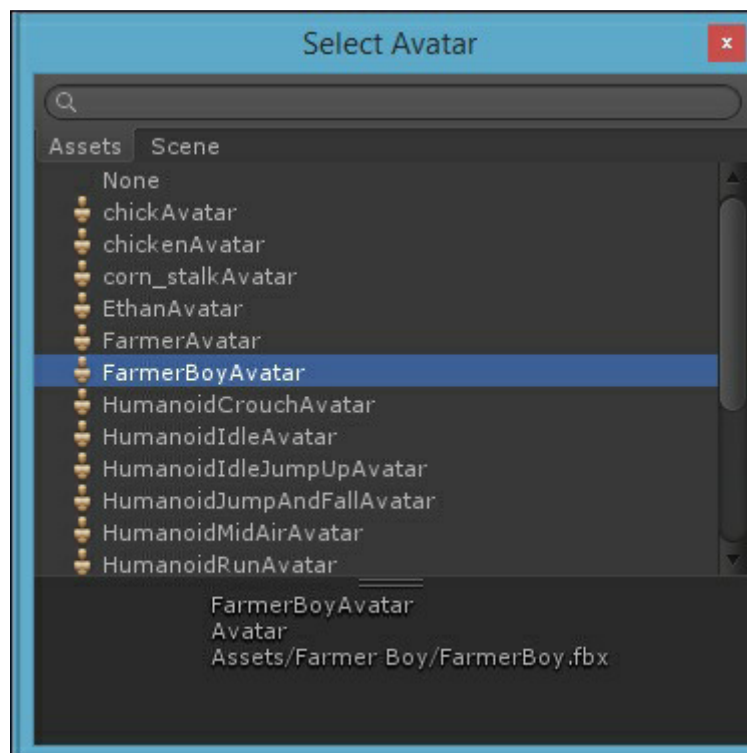 Select Avatar
x
Assets Scene
None
chickAvatar
chickenAvatar
corn_stalkAvatar
EthanAvatar
FarmerAvatar
FarmerBoyAvatar
HumanoidCrouchAvatar
HumanoidIdleAvatar
HumanoidIdleJumpUpAvatar
HumanoidJumpAndFallAvatar
HumanoidMidAirAvatar
HumanoidRunAvatar
FarmerBoyAvatar
Avatar
Assets/Farmer Boy/FarmerBoy.fbx